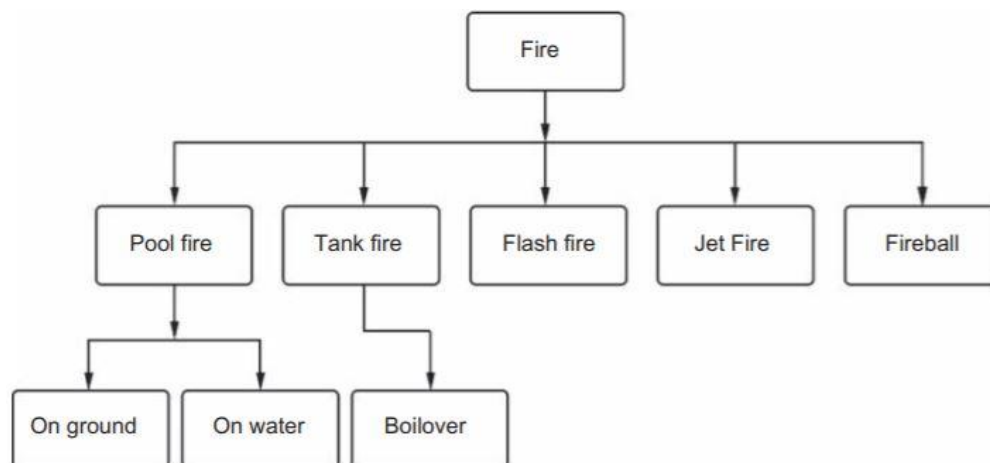 Fire
Pool fire
Tank fire
Flash fire
Jet Fire
Fireball
On ground
On water
Boilover